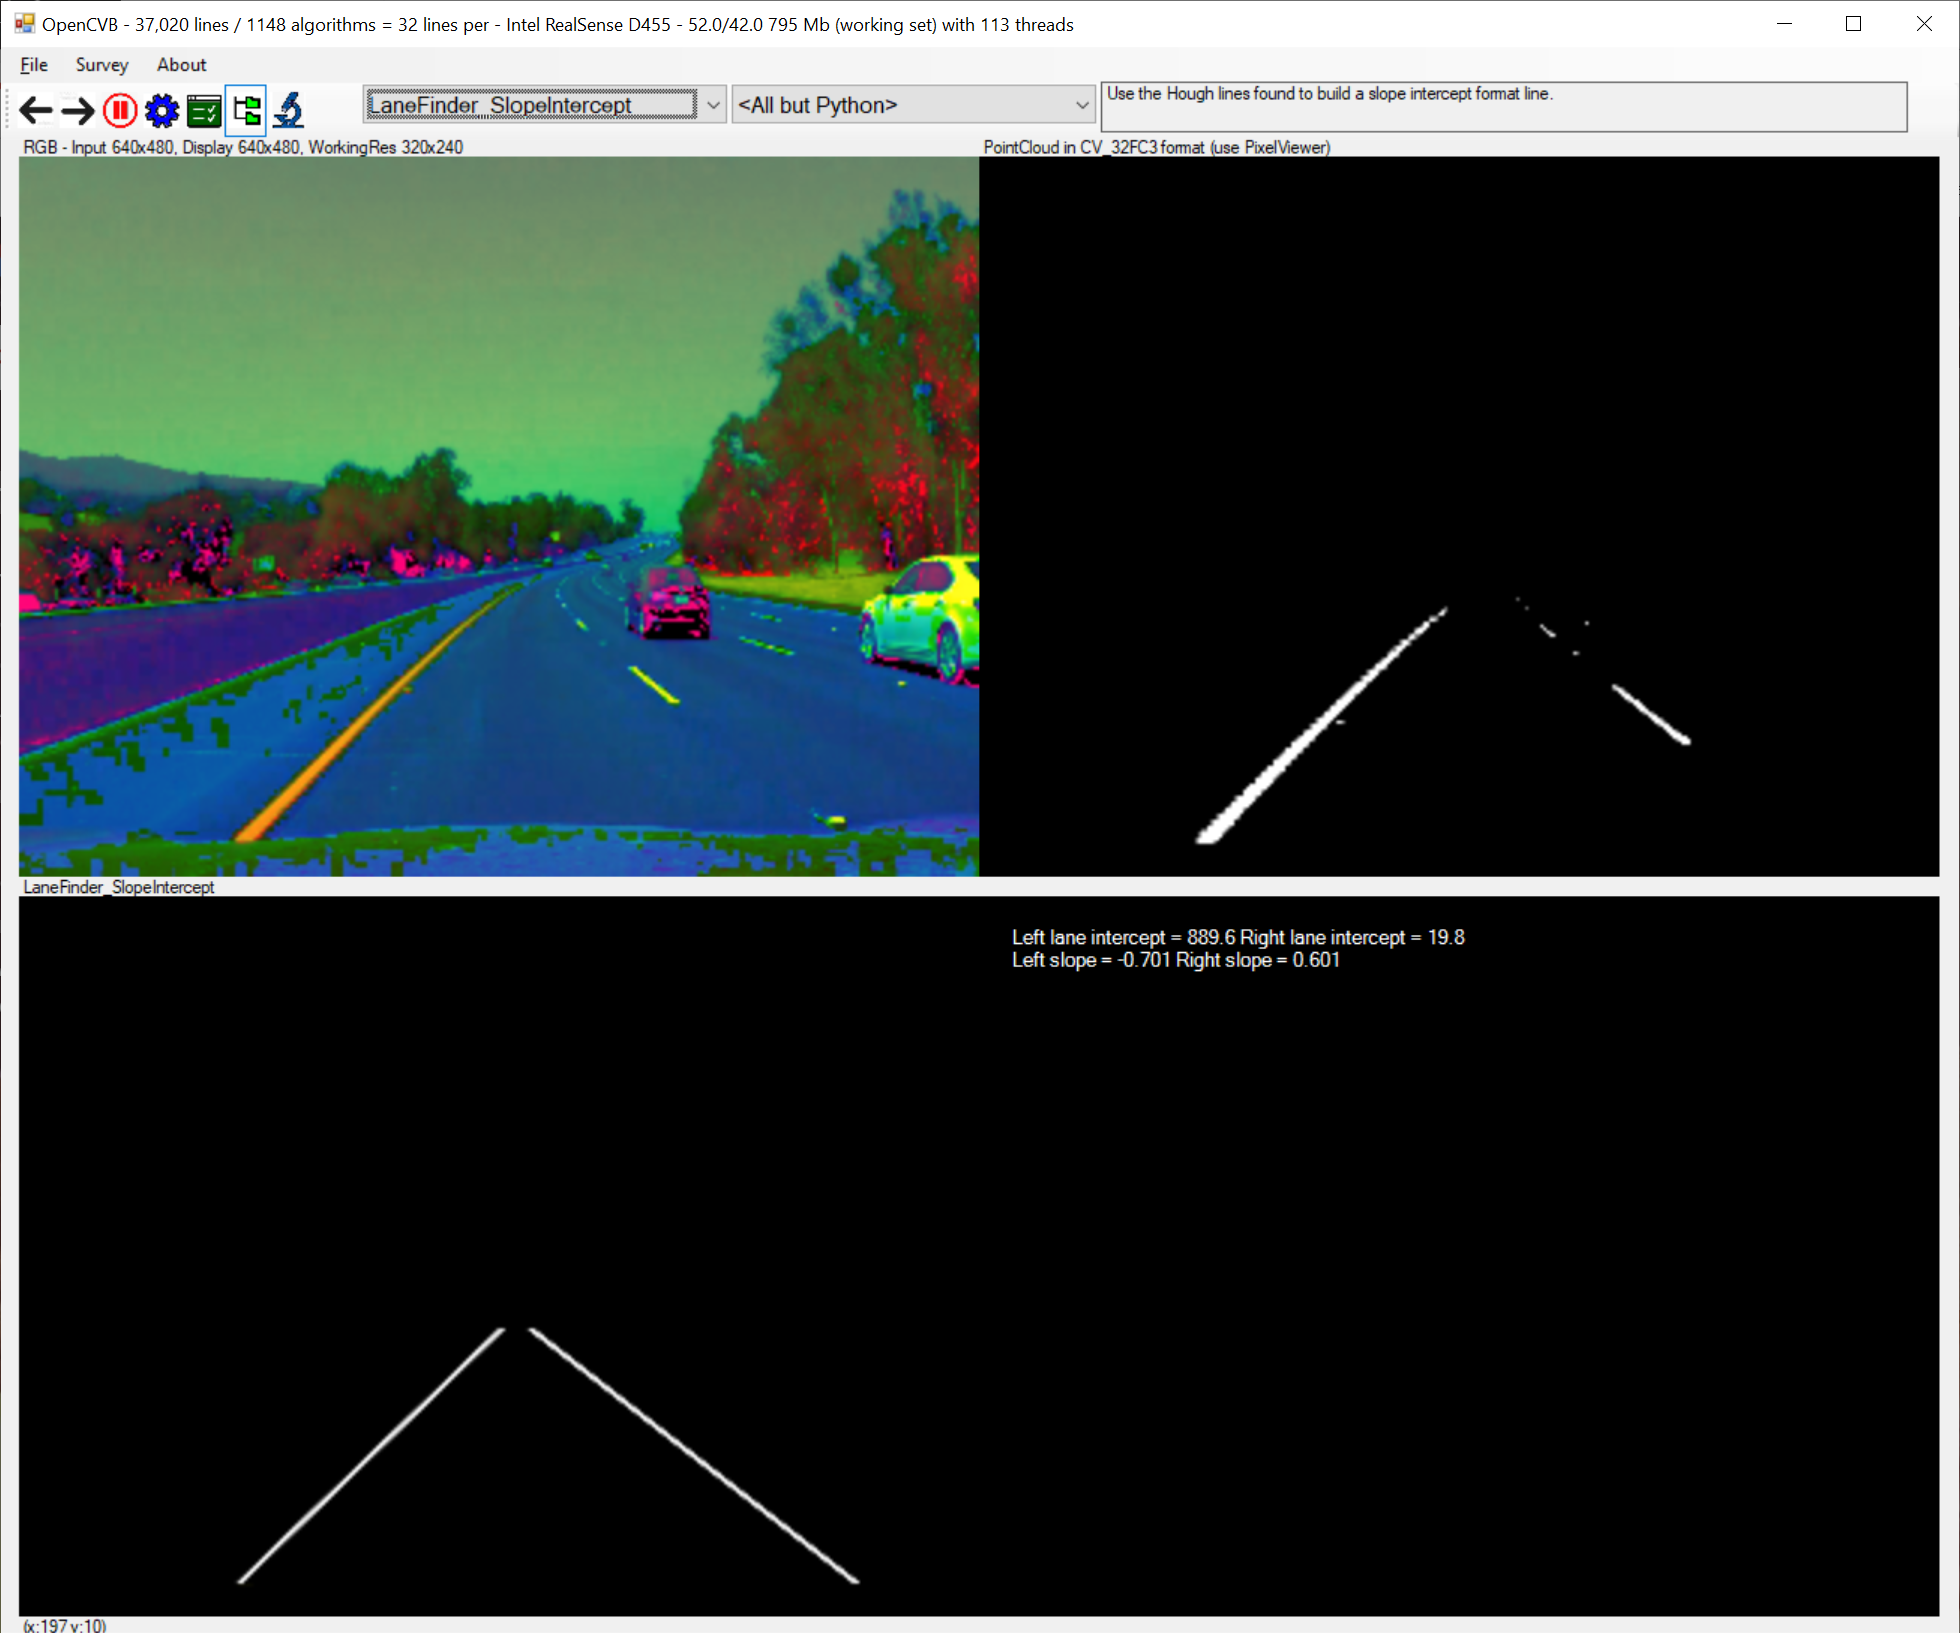 OpenCVB - 37,020 lines / 1148 algorithms = 32 lines per - Intel RealSense D455 - 52.0/42.0 795 Mb (working set) with 113 threads
File Survey About
LaneFinder_SlopeIntercept <All but Python> Use the Hough lines found to build a slope intercept format line.
RGB - Input 640x480, Display 640x480, WorkingRes 320x240 PointCloud in CV_32FC3 format (use PixelViewer)
LaneFinder_SlopeIntercept
Left lane intercept = 889.6 Right lane intercept = 19.8
Left slope = -0.701 Right slope = 0.601
(x:197 y:10)